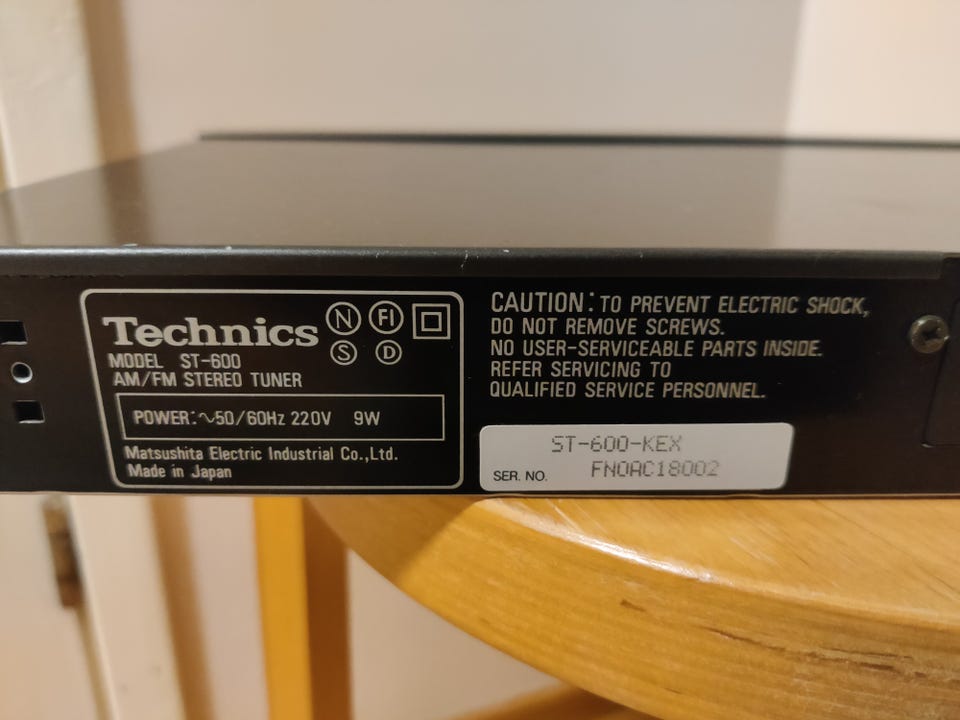 Technics
N FI
S D
MODEL ST-600
AM/FM STEREO TUNER
POWER:∿50/60Hz 220V 9W
Matsushita Electric Industrial Co.,Ltd.
Made in Japan
CAUTION: TO PREVENT ELECTRIC SHOCK,
DO NOT REMOVE SCREWS.
NO USER-SERVICEABLE PARTS INSIDE.
REFER SERVICING TO
QUALIFIED SERVICE PERSONNEL.
ST-600-KEX
SER. NO. FNOAC18002